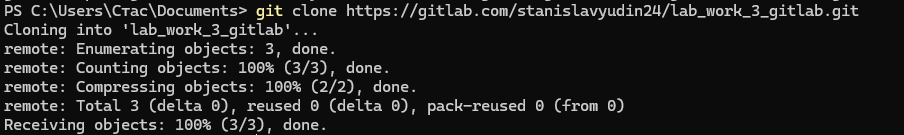 PS C:\Users\Стас\Documents> git clone https://gitlab.com/stanislavyudin24/lab_work_3_gitlab.git
Cloning into 'lab_work_3_gitlab'...
remote: Enumerating objects: 3, done.
remote: Counting objects: 100% (3/3), done.
remote: Compressing objects: 100% (2/2), done.
remote: Total 3 (delta 0), reused 0 (delta 0), pack-reused 0 (from 0)
Receiving objects: 100% (3/3), done.